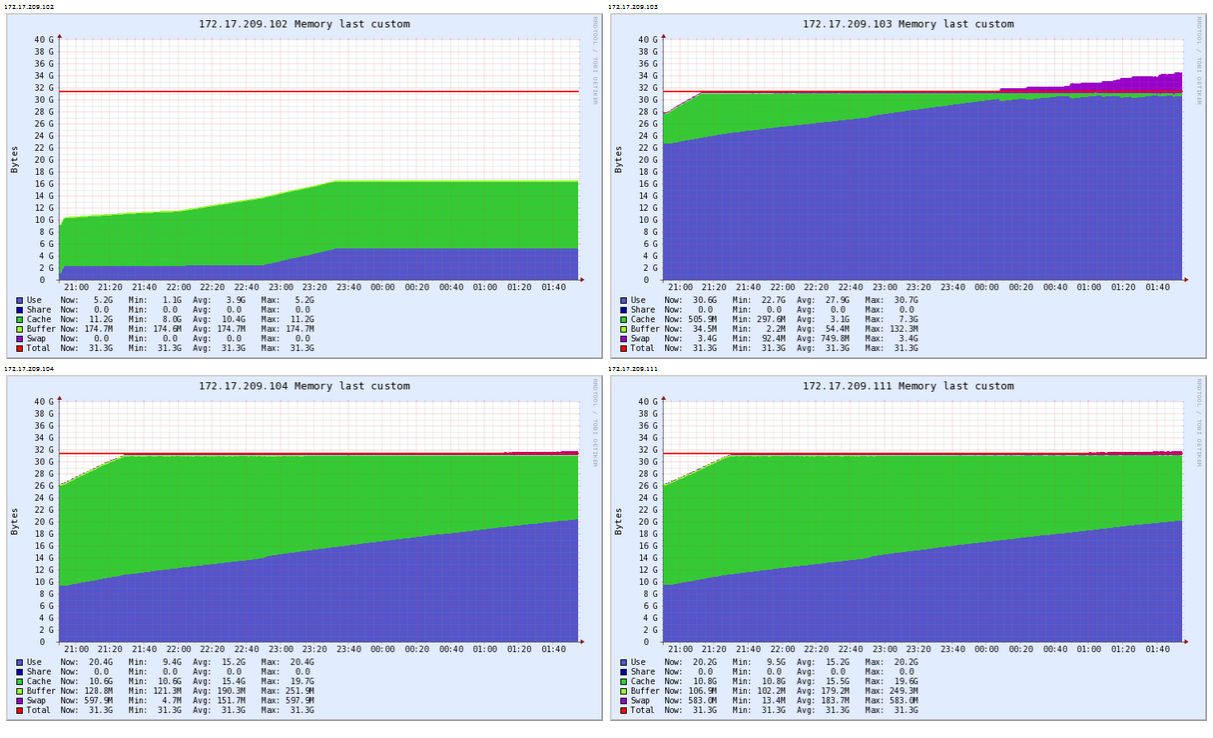 172.17.209.102
172.17.209.102 Memory last custom
RRDTOOL / TOBI OETIKER
Bytes
40 G
38 G
36 G
34 G
32 G
30 G
28 G
26 G
24 G
22 G
20 G
18 G
16 G
14 G
12 G
10 G
8 G
6 G
4 G
2 G
0
21:00 21:20 21:40 22:00 22:20 22:40 23:00 23:20 23:40 00:00 00:20 00:40 01:00 01:20 01:40
Use Now: 5.2G Min: 1.1G Avg: 3.9G Max: 5.2G
Share Now: 0.0 Min: 0.0 Avg: 0.0 Max: 0.0
Cache Now: 11.2G Min: 8.0G Avg: 10.4G Max: 11.2G
Buffer Now: 174.7M Min: 174.6M Avg: 174.7M Max: 174.7M
Swap Now: 0.0 Min: 0.0 Avg: 0.0 Max: 0.0
Total Now: 31.3G Min: 31.3G Avg: 31.3G Max: 31.3G
172.17.209.103
172.17.209.103 Memory last custom
RRDTOOL / TOBI OETIKER
Bytes
40 G
38 G
36 G
34 G
32 G
30 G
28 G
26 G
24 G
22 G
20 G
18 G
16 G
14 G
12 G
10 G
8 G
6 G
4 G
2 G
0
21:00 21:20 21:40 22:00 22:20 22:40 23:00 23:20 23:40 00:00 00:20 00:40 01:00 01:20 01:40
Use Now: 30.6G Min: 22.7G Avg: 27.9G Max: 30.7G
Share Now: 0.0 Min: 0.0 Avg: 0.0 Max: 0.0
Cache Now: 505.9M Min: 297.6M Avg: 3.1G Max: 7.3G
Buffer Now: 34.5M Min: 2.2M Avg: 54.4M Max: 132.3M
Swap Now: 3.4G Min: 92.4M Avg: 749.8M Max: 3.4G
Total Now: 31.3G Min: 31.3G Avg: 31.3G Max: 31.3G
172.17.209.104
172.17.209.104 Memory last custom
RRDTOOL / TOBI OETIKER
Bytes
40 G
38 G
36 G
34 G
32 G
30 G
28 G
26 G
24 G
22 G
20 G
18 G
16 G
14 G
12 G
10 G
8 G
6 G
4 G
2 G
0
21:00 21:20 21:40 22:00 22:20 22:40 23:00 23:20 23:40 00:00 00:20 00:40 01:00 01:20 01:40
Use Now: 20.4G Min: 9.4G Avg: 15.2G Max: 20.4G
Share Now: 0.0 Min: 0.0 Avg: 0.0 Max: 0.0
Cache Now: 10.6G Min: 10.6G Avg: 15.4G Max: 19.7G
Buffer Now: 128.8M Min: 121.3M Avg: 190.3M Max: 251.9M
Swap Now: 597.9M Min: 4.7M Avg: 151.7M Max: 597.9M
Total Now: 31.3G Min: 31.3G Avg: 31.3G Max: 31.3G
172.17.209.111
172.17.209.111 Memory last custom
RRDTOOL / TOBI OETIKER
Bytes
40 G
38 G
36 G
34 G
32 G
30 G
28 G
26 G
24 G
22 G
20 G
18 G
16 G
14 G
12 G
10 G
8 G
6 G
4 G
2 G
0
21:00 21:20 21:40 22:00 22:20 22:40 23:00 23:20 23:40 00:00 00:20 00:40 01:00 01:20 01:40
Use Now: 20.2G Min: 9.5G Avg: 15.2G Max: 20.2G
Share Now: 0.0 Min: 0.0 Avg: 0.0 Max: 0.0
Cache Now: 10.8G Min: 10.8G Avg: 15.5G Max: 19.6G
Buffer Now: 106.9M Min: 102.2M Avg: 179.2M Max: 249.3M
Swap Now: 583.0M Min: 13.4M Avg: 183.7M Max: 583.0M
Total Now: 31.3G Min: 31.3G Avg: 31.3G Max: 31.3G